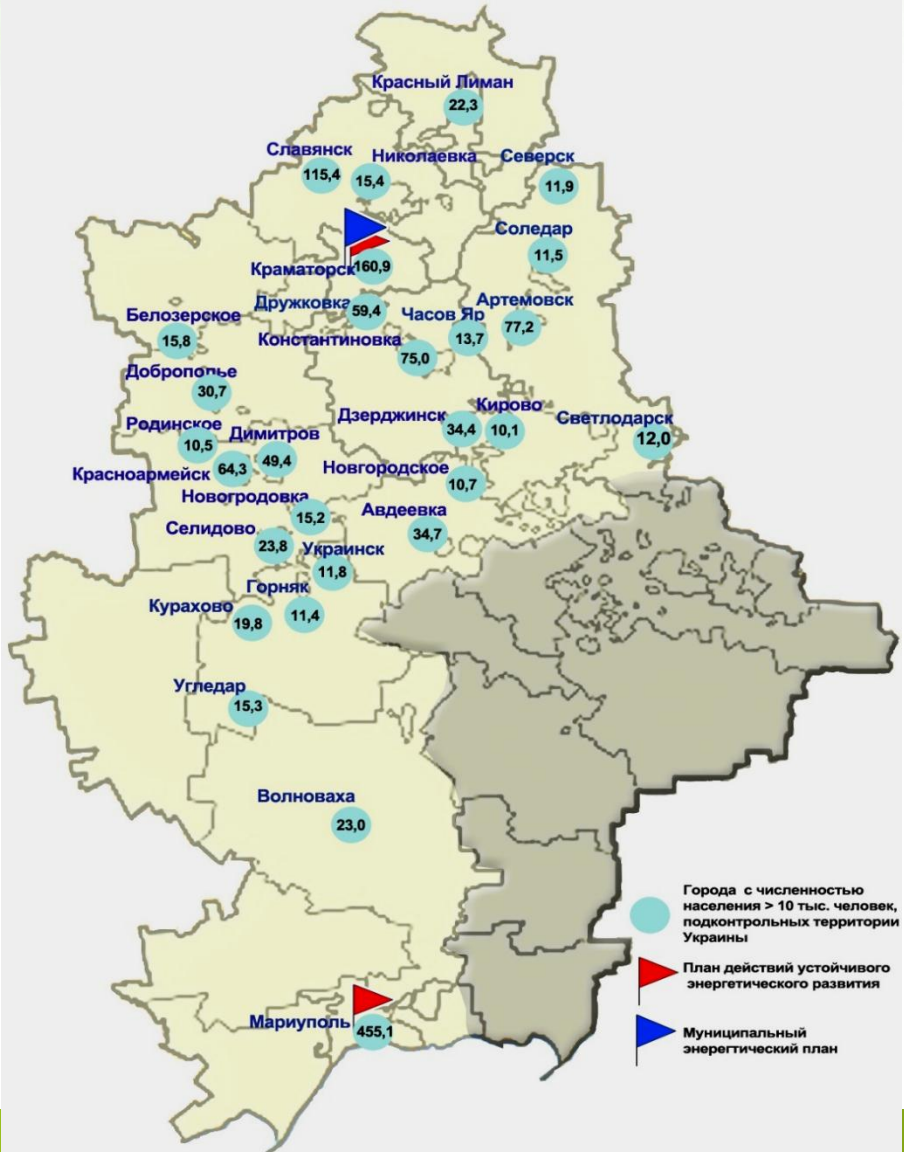 Красный Лиман
22,3
Славянск
115,4
Николаевка
15,4
Северск
11,9
Соледар
11,5
Краматорск
160,9
Дружковка
59,4
Артемовск
77,2
Часов Яр
13,7
Белозерское
15,8
Константиновка
75,0
Доброполье
30,7
Дзерджинск
34,4
Кирово
10,1
Светлодарск
12,0
Родинское
10,5
Димитров
49,4
Красноармейск
64,3
Новгородское
10,7
Новогродовка
15,2
Авдеевка
34,7
Селидово
23,8
Украинск
11,8
Горняк
11,4
Курахово
19,8
Угледар
15,3
Волноваха
23,0
Мариуполь
455,1
Города с численностью
населения > 10 тыс. человек,
подконтрольных территории
Украины
План действий устойчивого
энергетического развития
Муниципальный
энерегтический план